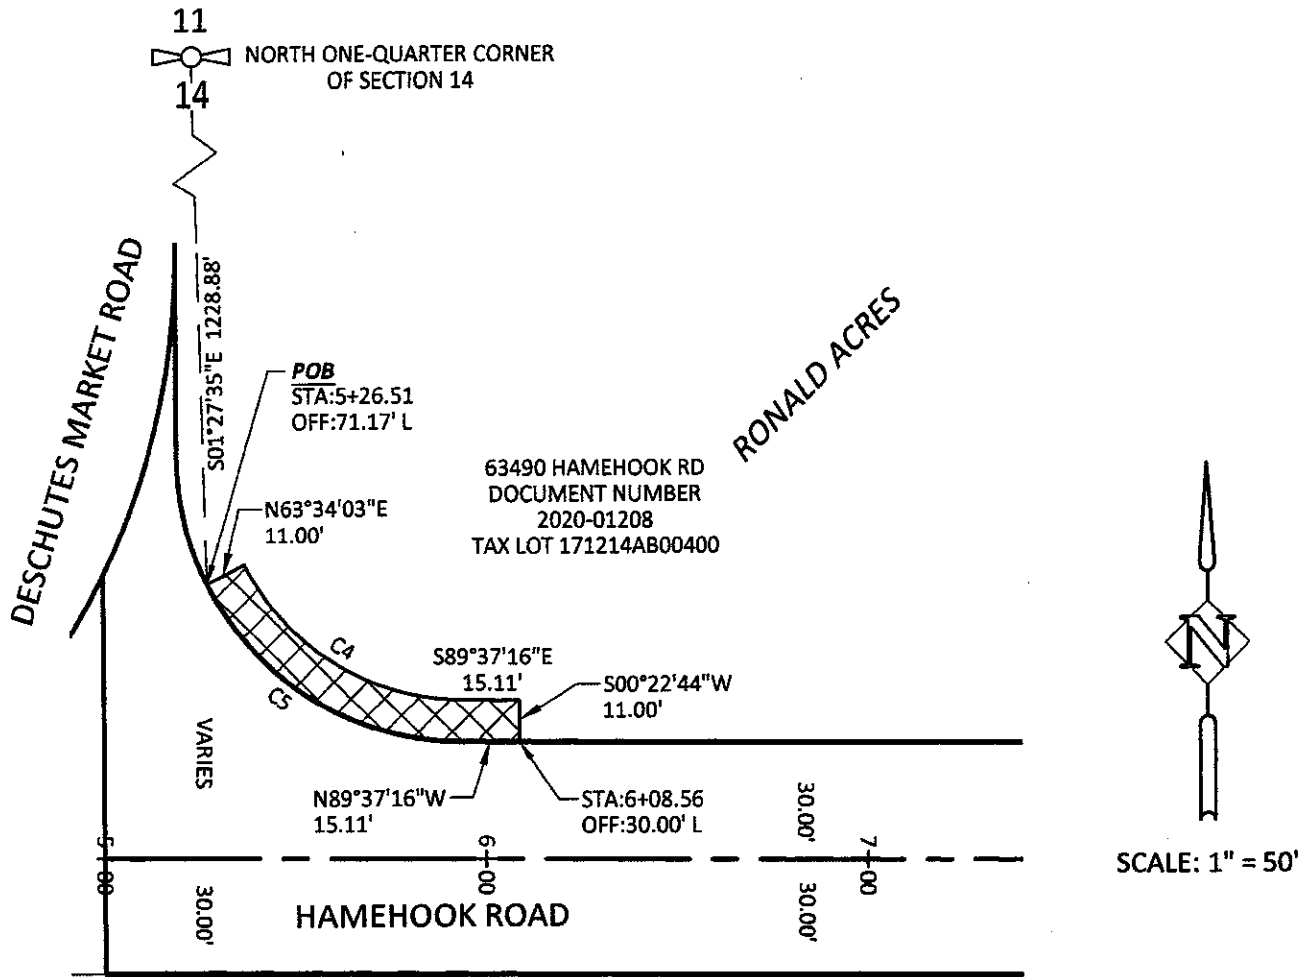 11
NORTH ONE-QUARTER CORNER
OF SECTION 14
14
DESCHUTES MARKET ROAD
S01°27'35"E 1228.88'
POB
STA:5+26.51
OFF:71.17' L
RONALD ACRES
63490 HAMEHOOK RD
DOCUMENT NUMBER
2020-01208
TAX LOT 171214AB00400
N63°34'03"E
11.00'
C4
C5
S89°37'16"E
15.11'
S00°22'44"W
11.00'
N
VARIES
N89°37'16"W
15.11'
STA:6+08.56
OFF:30.00' L
30.00'
5+00
6+00
7+00
SCALE: 1" = 50'
30.00'
HAMEHOOK ROAD
30.00'